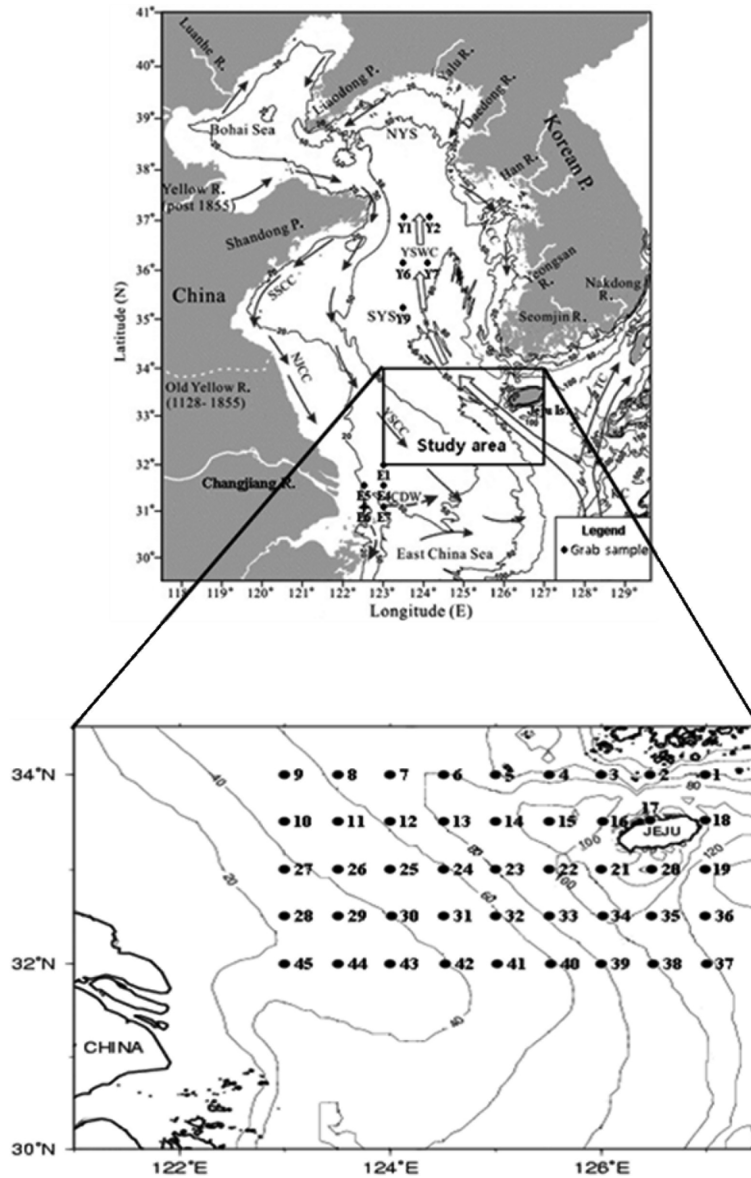 41°
40°
39°
38°
37°
36°
35°
34°
33°
32°
31°
30°
Latitude (N)
Luanhe R.
Liaodong P.
Yalu R.
Daedong R.
Bohai Sea
NYS
Korean P.
Han R.
Yellow R.
(post 1855)
Shandong P.
Y1 Y2
YSWC
Y6 Y7
Yeongsan
R.
Nakdong
R.
China
SSCC
SYS Y9
Seomjin R.
NJCC
Old Yellow R.
(1128- 1855)
YSCC
Jeju Is.
TC
Study area
Changjiang R.
E1
E5 E4
CDW
E6 E7
KC
East China Sea
Legend
Grab sample
118° 119° 120° 121° 122° 123° 124° 125° 126° 127° 128° 129°
Longitude (E)
34°N
32°N
30°N
9 8 7 6 5 4 3 2 1
10 11 12 13 14 15 16 17 18
JEJU
27 26 25 24 23 22 21 20 19
28 29 30 31 32 33 34 35 36
45 44 43 42 41 40 39 38 37
40
20
80
60
40
100
100
80
120
CHINA
122°E 124°E 126°E